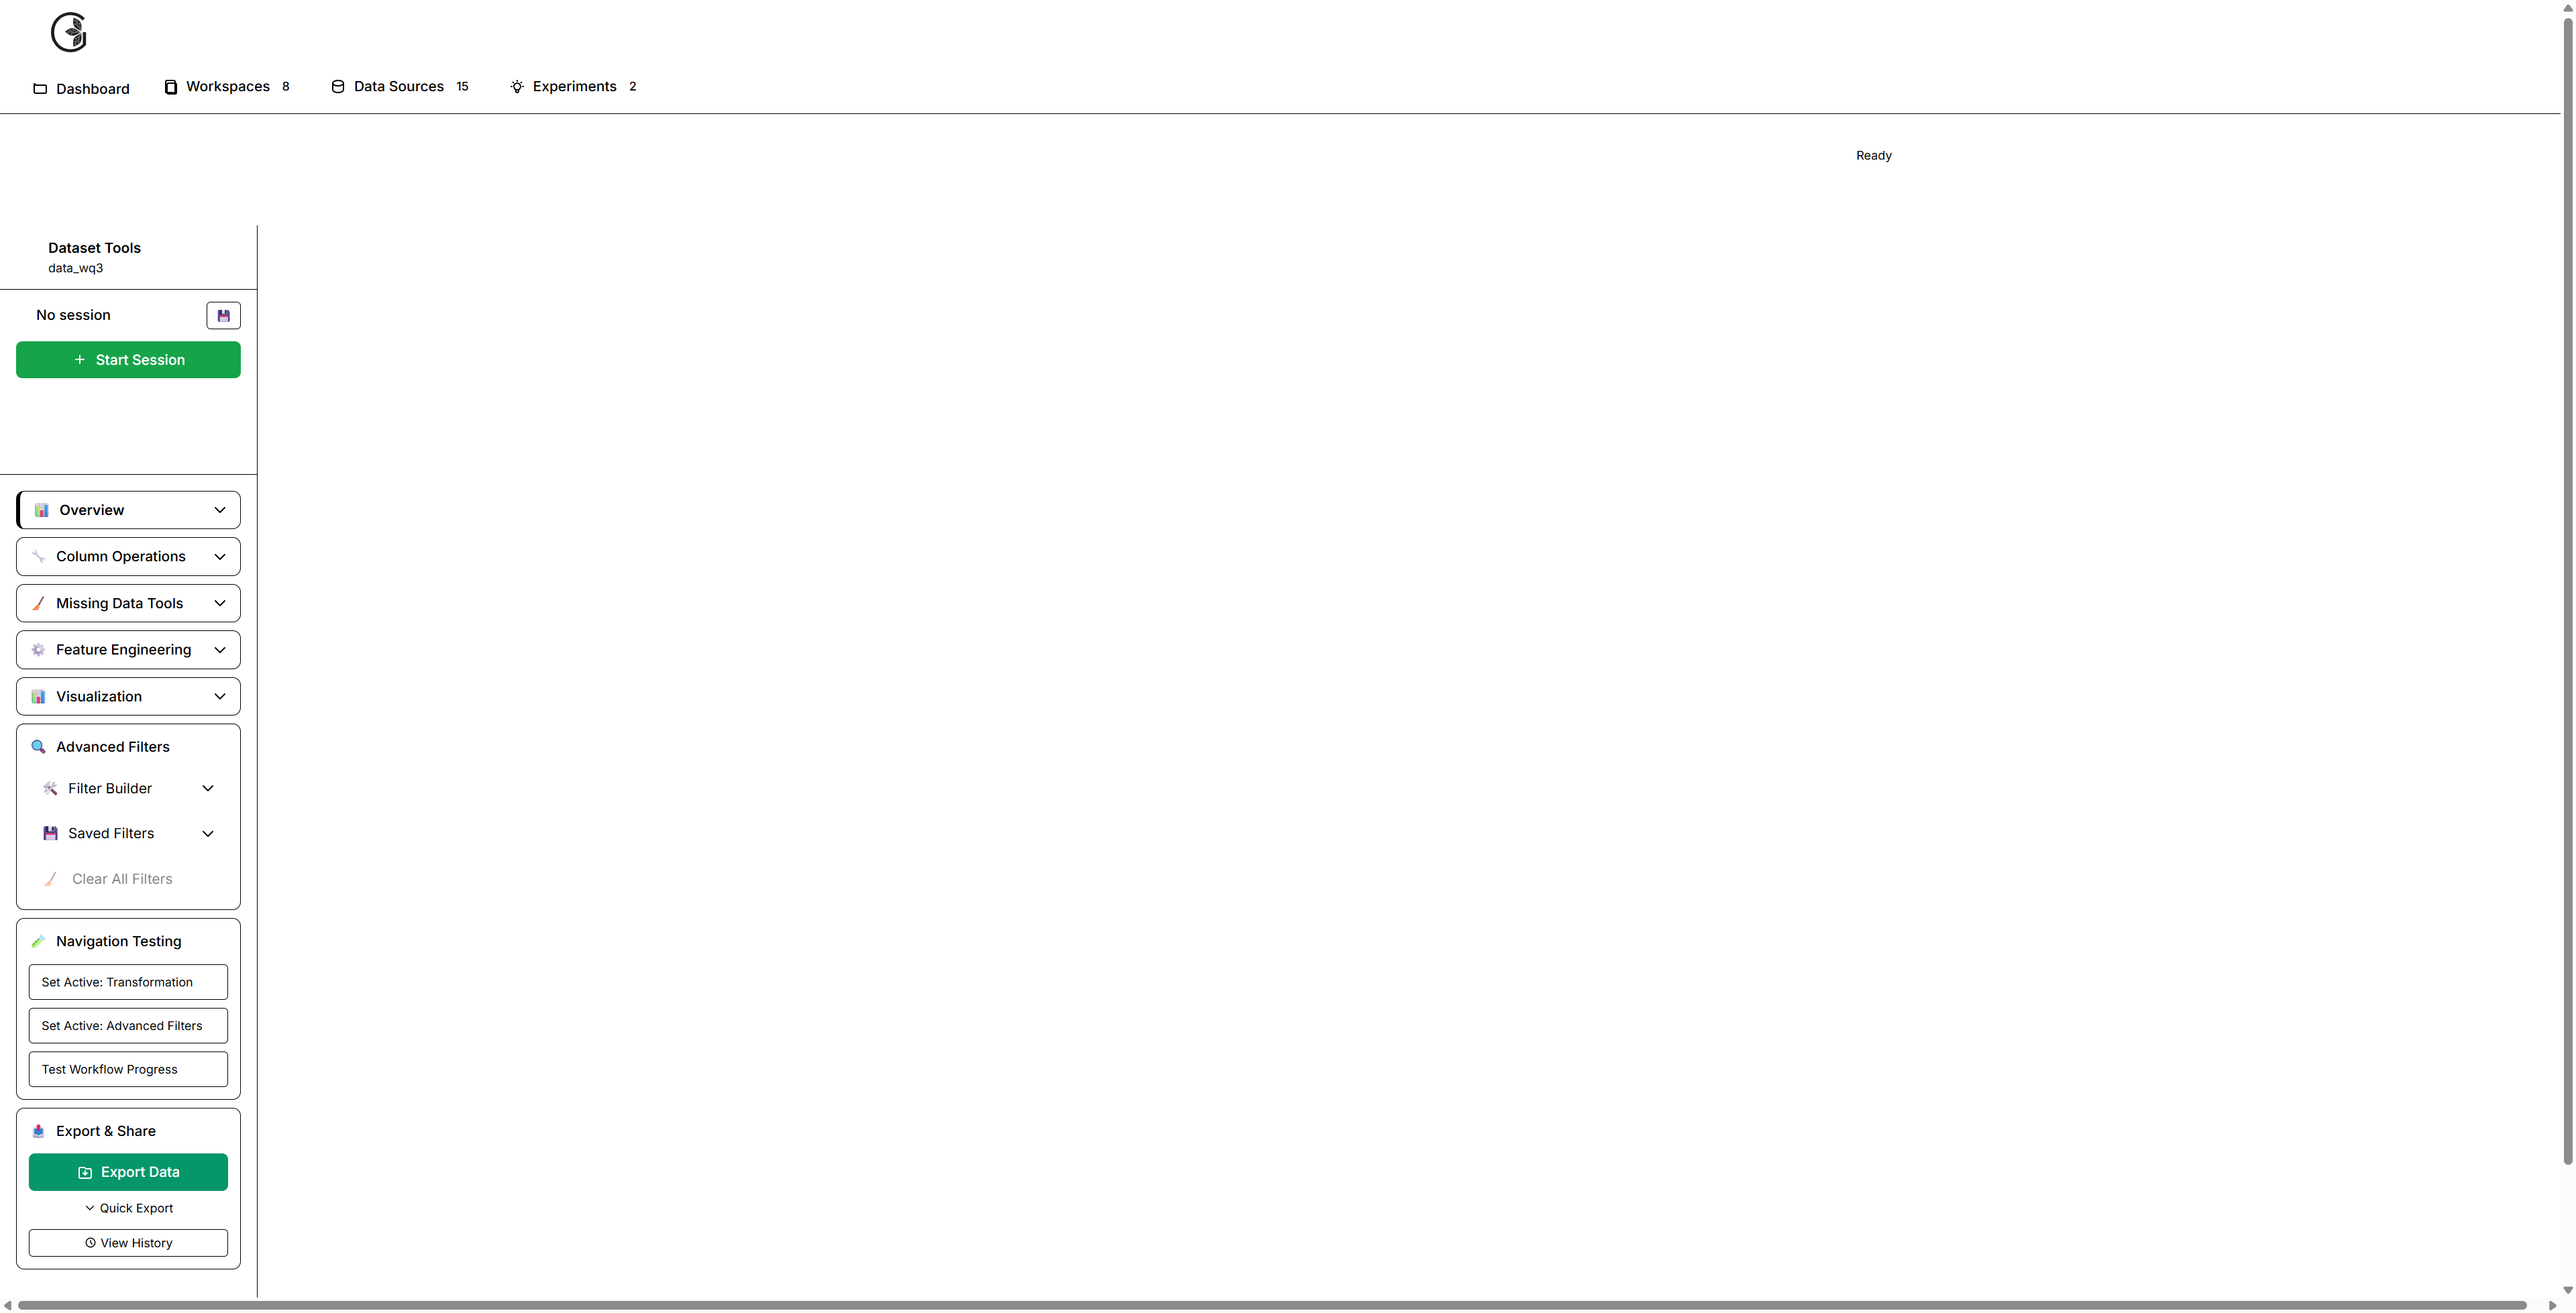 Dashboard
Workspaces 8
Data Sources 15
Experiments 2
Ready
Dataset Tools
data_wq3
No session
+ Start Session
Overview
Column Operations
Missing Data Tools
Feature Engineering
Visualization
Advanced Filters
Filter Builder
Saved Filters
Clear All Filters
Navigation Testing
Set Active: Transformation
Set Active: Advanced Filters
Test Workflow Progress
Export & Share
Export Data
Quick Export
View History